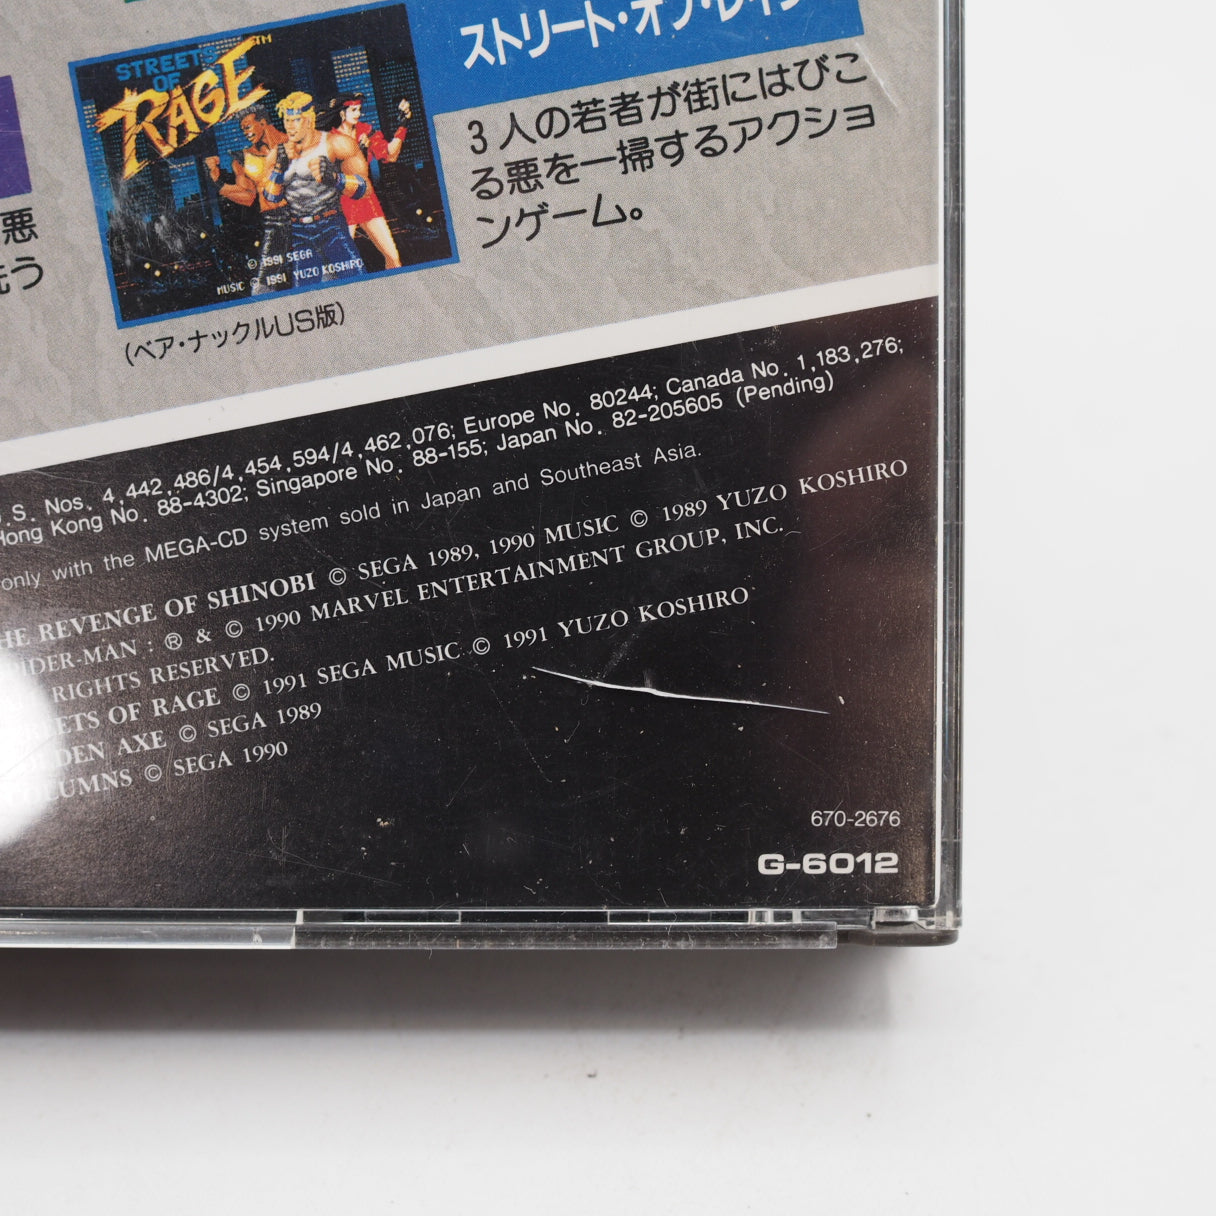 ストリート・オブ・レイジ
STREETS
OF
RAGE™
© 1991 SEGA
MUSIC © 1991 YUZO KOSHIRO
3人の若者が街にはびこ
る悪を一掃するアクショ
ンゲーム。
悪
う
(ベア・ナックルUS版)
.S. Nos. 4,442,486/4,454,594/4,462,076; Europe No. 80244; Canada No. 1,183,276;
Hong Kong No. 88-4302; Singapore No. 88-155; Japan No. 82-205605 (Pending)
only with the MEGA-CD system sold in Japan and Southeast Asia.
HE REVENGE OF SHINOBI © SEGA 1989, 1990 MUSIC © 1989 YUZO KOSHIRO
IDER-MAN : ® & © 1990 MARVEL ENTERTAINMENT GROUP, INC.
RIGHTS RESERVED.
REETS OF RAGE © 1991 SEGA MUSIC © 1991 YUZO KOSHIRO
DEN AXE © SEGA 1989
COLUMNS © SEGA 1990
670-2676
G-6012